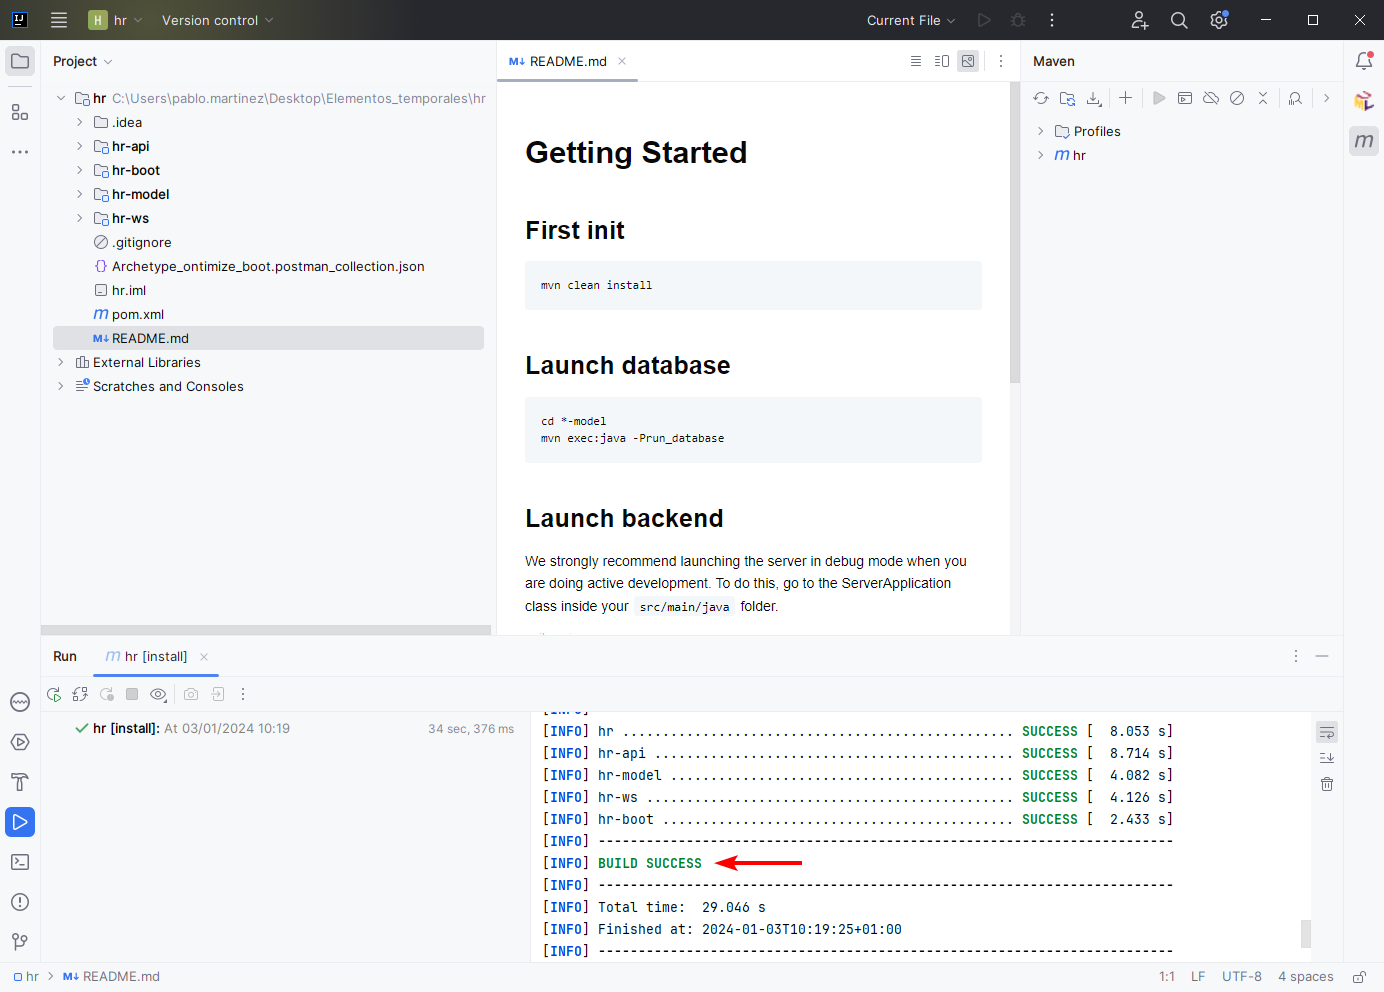 H hr Version control Current File
Project
hr C:\Users\pablo.martinez\Desktop\Elementos_temporales\hr
.idea
hr-api
hr-boot
hr-model
hr-ws
.gitignore
Archetype_ontimize_boot.postman_collection.json
hr.iml
m pom.xml
M↓ README.md
External Libraries
Scratches and Consoles
M↓ README.md
Getting Started
First init
mvn clean install
Launch database
cd *-model
mvn exec:java -Prun_database
Launch backend
We strongly recommend launching the server in debug mode when you
are doing active development. To do this, go to the ServerApplication
class inside your src/main/java folder.
Maven
Profiles
m hr
m
Run m hr [install]
hr [install]: At 03/01/2024 10:19 34 sec, 376 ms
[INFO]
[INFO] hr ................................................. SUCCESS [  8.053 s]
[INFO] hr-api ............................................. SUCCESS [  8.714 s]
[INFO] hr-model ........................................... SUCCESS [  4.082 s]
[INFO] hr-ws .............................................. SUCCESS [  4.126 s]
[INFO] hr-boot ............................................ SUCCESS [  2.433 s]
[INFO] ------------------------------------------------------------------------
[INFO] BUILD SUCCESS
[INFO] ------------------------------------------------------------------------
[INFO] Total time:  29.046 s
[INFO] Finished at: 2024-01-03T10:19:25+01:00
[INFO] ------------------------------------------------------------------------
hr M↓ README.md 1:1 LF UTF-8 4 spaces